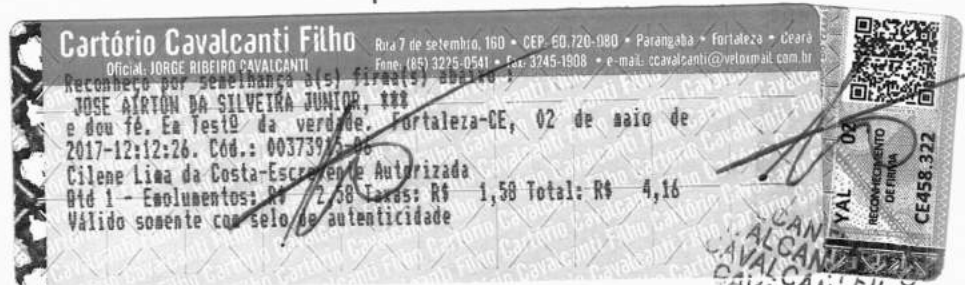 Cartório Cavalcanti Filho
Oficial: JORGE RIBEIRO CAVALCANTI
Rua 7 de setembro, 160 • CEP: 60.720-080 • Parangaba • Fortaleza • Ceará
Fone: (85) 3225-0541 • Fax: 3245-1908 • e-mail: ccavalcanti@veloxmail.com.br
Reconheço por semelhança a(s) firma(s) abaixo :
JOSE AIRTON DA SILVEIRA JUNIOR, ***
e dou fé. Em Testº da verdade. Fortaleza-CE, 02 de maio de
2017-12:12:26. Cód.:
Cilene Lima da Costa-Escrevente Autorizada
Qtd 1 - Emolumentos: R$ 2,58 Taxas: R$ 1,58 Total: R$ 4,16
Válido somente com selo de autenticidade
YAL 02
RECONHECIMENTO
DE FIRMA
CE458.322